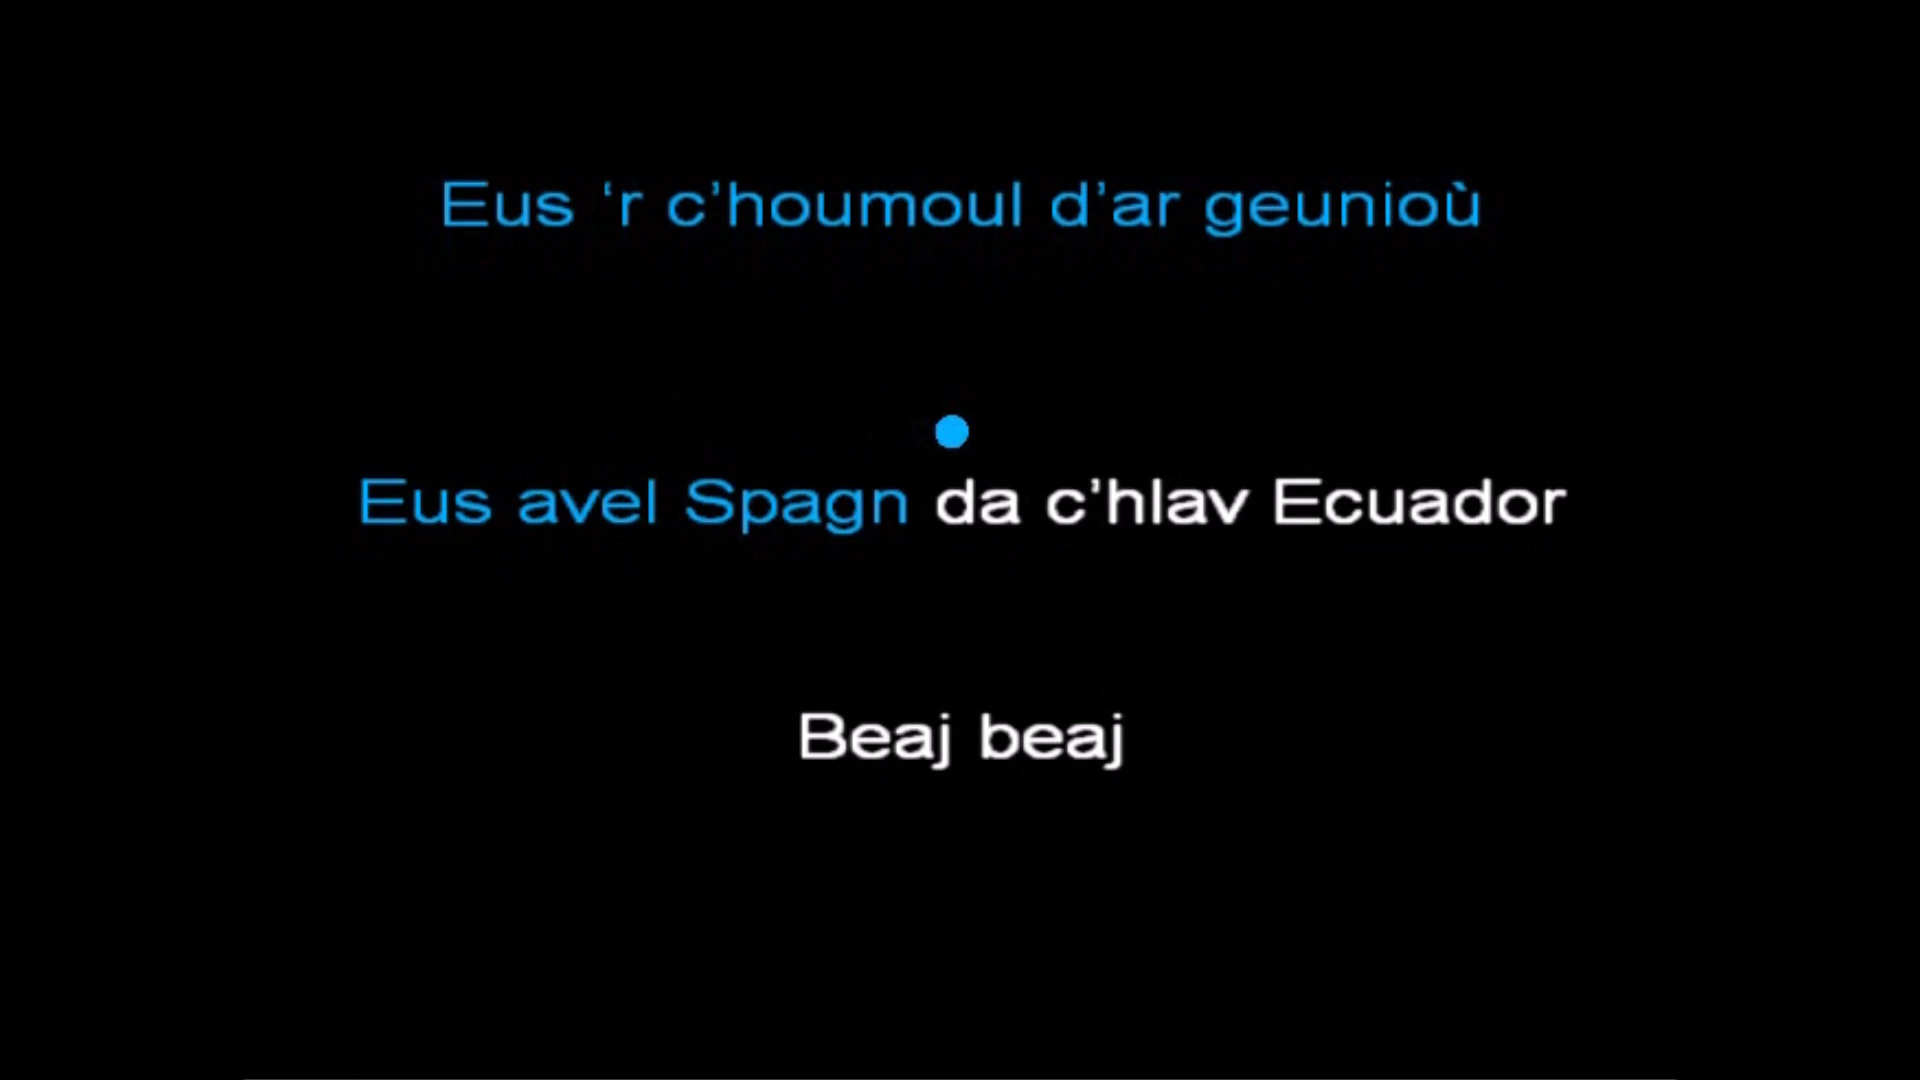 Eus ‘r c’houmoul d’ar geunioù
Eus avel Spagn da c’hlav Ecuador
Beaj beaj